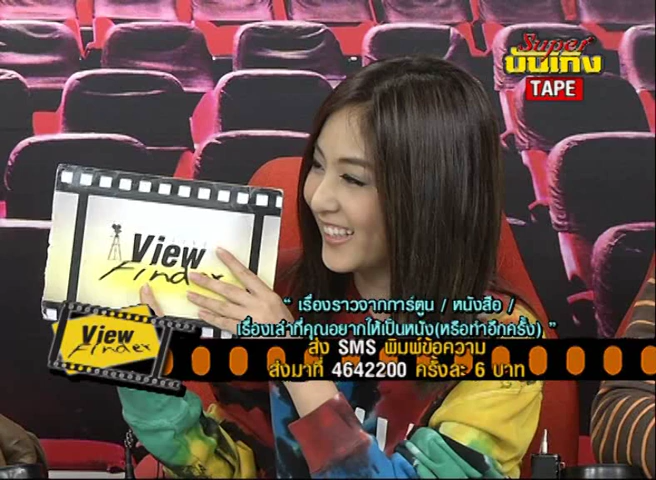 Super
บันเทิง
TAPE
View
Finder
“ เรื่องราวจากการ์ตูน / หนังสือ /
เรื่องเล่าที่คุณอยากให้เป็นหนัง(หรือทำอีกครั้ง) ”
View
Finder
ส่ง SMS พิมพ์ข้อความ
ส่งมาที่ 4642200 ครั้งละ 6 บาท